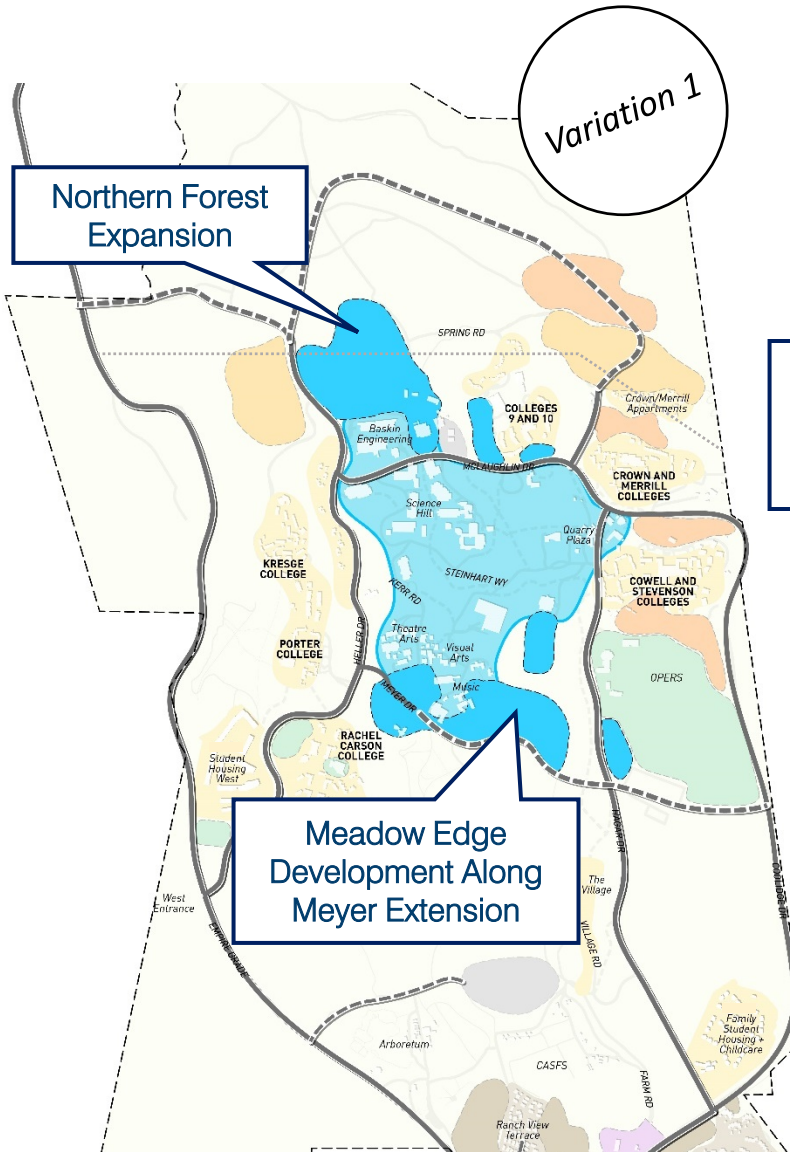 Variation 1
Northern Forest
Expansion
SPRING RD
Crown/Merrill
Appartments
COLLEGES
9 AND 10
Baskin
Engineering
MCLAUGHLIN DR
CROWN AND
MERRILL
COLLEGES
Science
Hill
Quarry
Plaza
KRESGE
COLLEGE
STEINHART WY
COWELL AND
STEVENSON
COLLEGES
KERR RD
Theatre
Arts
PORTER
COLLEGE
HELLER DR
Visual
Arts
OPERS
Music
MEYER DR
RACHEL
CARSON
COLLEGE
Student
Housing
West
Meadow Edge
Development Along
Meyer Extension
HAGAR DR
COOLIDGE DR
The
Village
West
Entrance
VILLAGE RD
EMPIRE GRADE
Family
Student
Housing +
Childcare
Arboretum
CASFS
FARM RD
Ranch View
Terrace